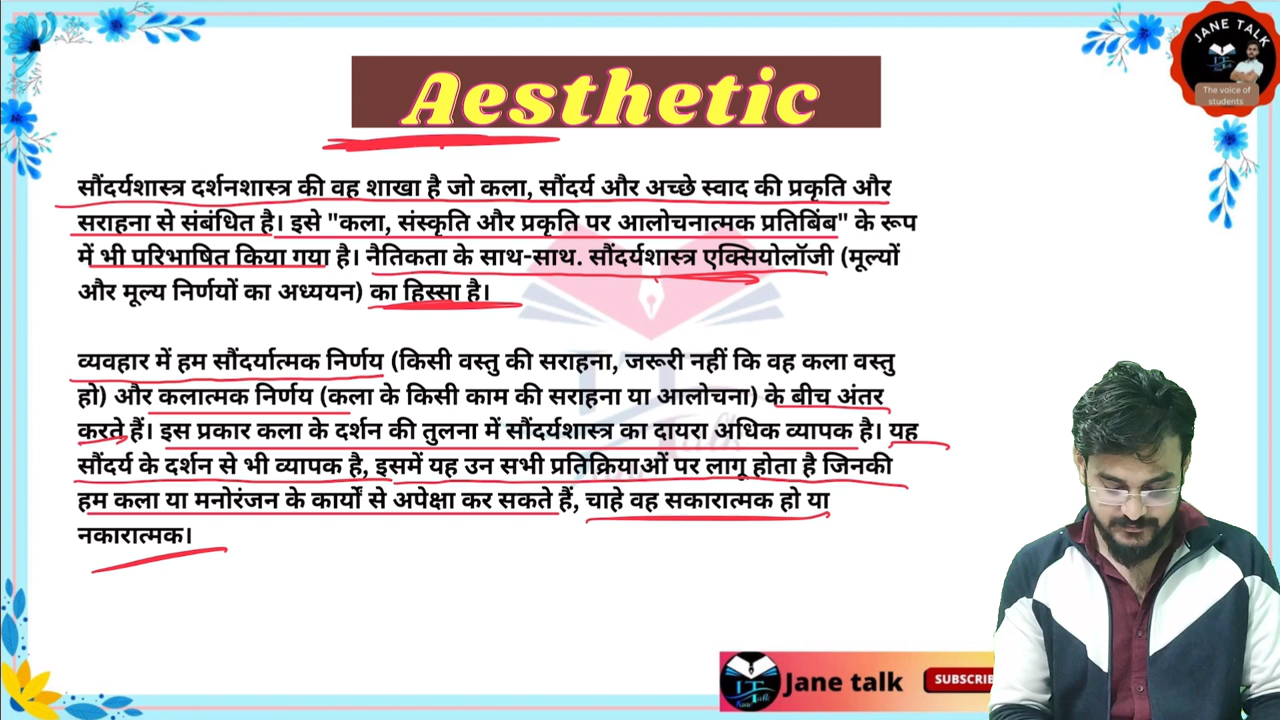 JANE TALK
The voice of
students
Aesthetic
सौंदर्यशास्त्र दर्शनशास्त्र की वह शाखा है जो कला, सौंदर्य और अच्छे स्वाद की प्रकृति और
सराहना से संबंधित है। इसे "कला, संस्कृति और प्रकृति पर आलोचनात्मक प्रतिबिंब" के रूप
में भी परिभाषित किया गया है। नैतिकता के साथ-साथ. सौंदर्यशास्त्र एक्सियोलॉजी (मूल्यों
और मूल्य निर्णयों का अध्ययन) का हिस्सा है।
व्यवहार में हम सौंदर्यात्मक निर्णय (किसी वस्तु की सराहना, जरूरी नहीं कि वह कला वस्तु
हो) और कलात्मक निर्णय (कला के किसी काम की सराहना या आलोचना) के बीच अंतर
करते हैं। इस प्रकार कला के दर्शन की तुलना में सौंदर्यशास्त्र का दायरा अधिक व्यापक है। यह
सौंदर्य के दर्शन से भी व्यापक है, इसमें यह उन सभी प्रतिक्रियाओं पर लागू होता है जिनकी
हम कला या मनोरंजन के कार्यों से अपेक्षा कर सकते हैं, चाहे वह सकारात्मक हो या
नकारात्मक।
Jane talk
SUBSCRIB